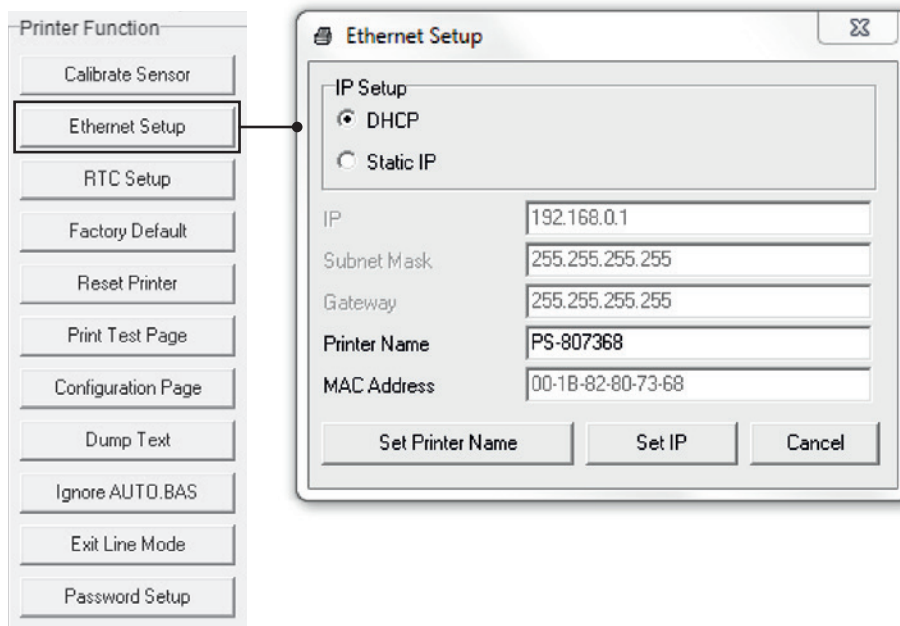 Printer Function
Calibrate Sensor
Ethernet Setup
RTC Setup
Factory Default
Reset Printer
Print Test Page
Configuration Page
Dump Text
Ignore AUTO.BAS
Exit Line Mode
Password Setup
Ethernet Setup
IP Setup
DHCP
Static IP
IP 192.168.0.1
Subnet Mask 255.255.255.255
Gateway 255.255.255.255
Printer Name PS-807368
MAC Address 00-1B-82-80-73-68
Set Printer Name Set IP Cancel